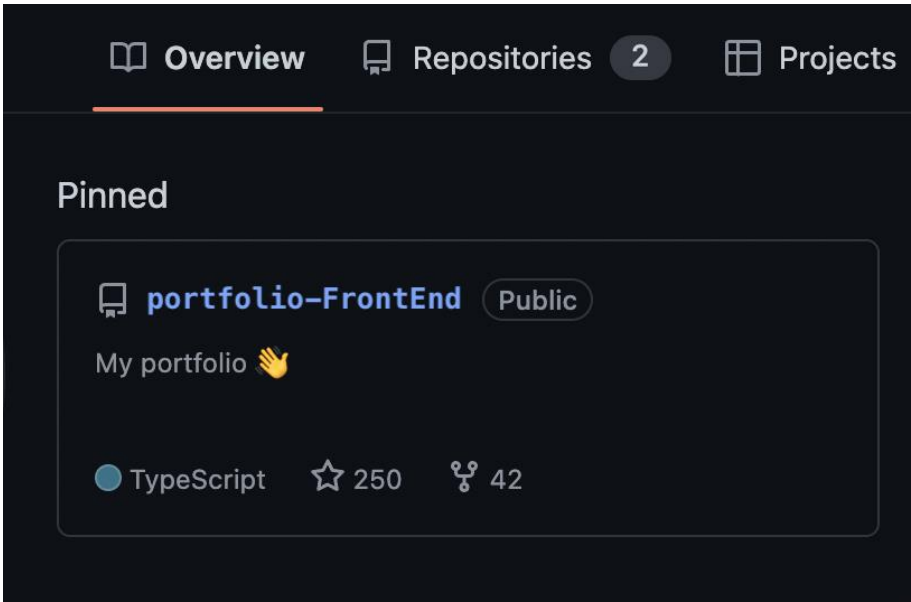 Overview Repositories 2 Projects
Pinned
portfolio-FrontEnd Public
My portfolio 👋
TypeScript 250 42